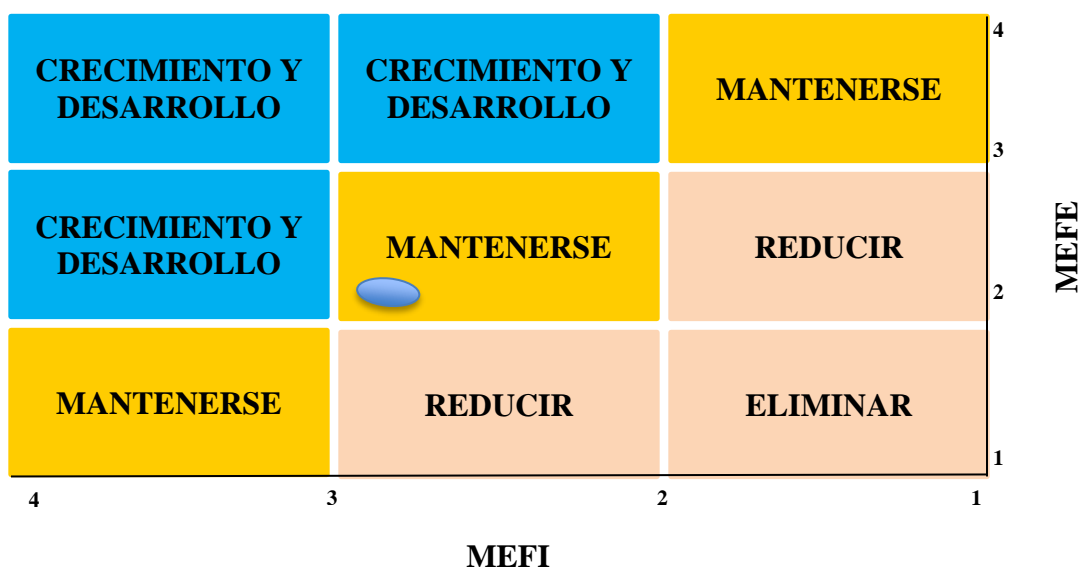 CRECIMIENTO Y
DESARROLLO
CRECIMIENTO Y
DESARROLLO
MANTENERSE
4
3
CRECIMIENTO Y
DESARROLLO
MANTENERSE
REDUCIR
2
MEFE
MANTENERSE
REDUCIR
ELIMINAR
1
4
3
2
1
MEFI